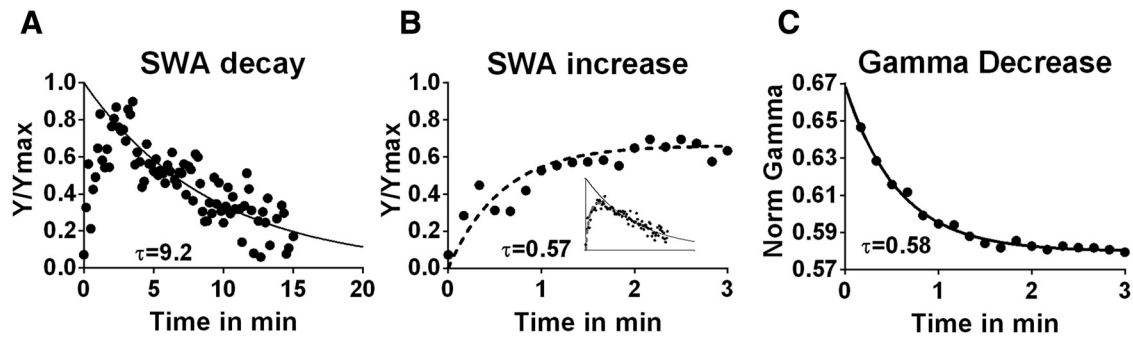 A
SWA decay
Y/Ymax
1.0
0.8
0.6
0.4
0.2
0.0
τ=9.2
0 5 10 15 20
Time in min
B
SWA increase
Y/Ymax
1.0
0.8
0.6
0.4
0.2
0.0
τ=0.57
0 1 2 3
Time in min
C
Gamma Decrease
Norm Gamma
0.67
0.65
0.63
0.61
0.59
0.57
τ=0.58
0 1 2 3
Time in min